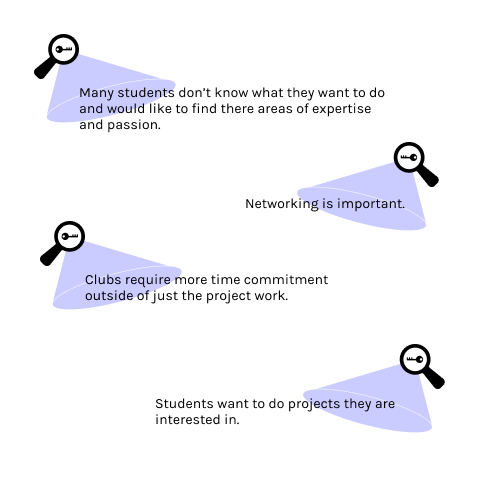 Many students don't know what they want to do
and would like to find there areas of expertise
and passion.
Networking is important.
Clubs require more time commitment
outside of just the project work.
Students want to do projects they are
interested in.